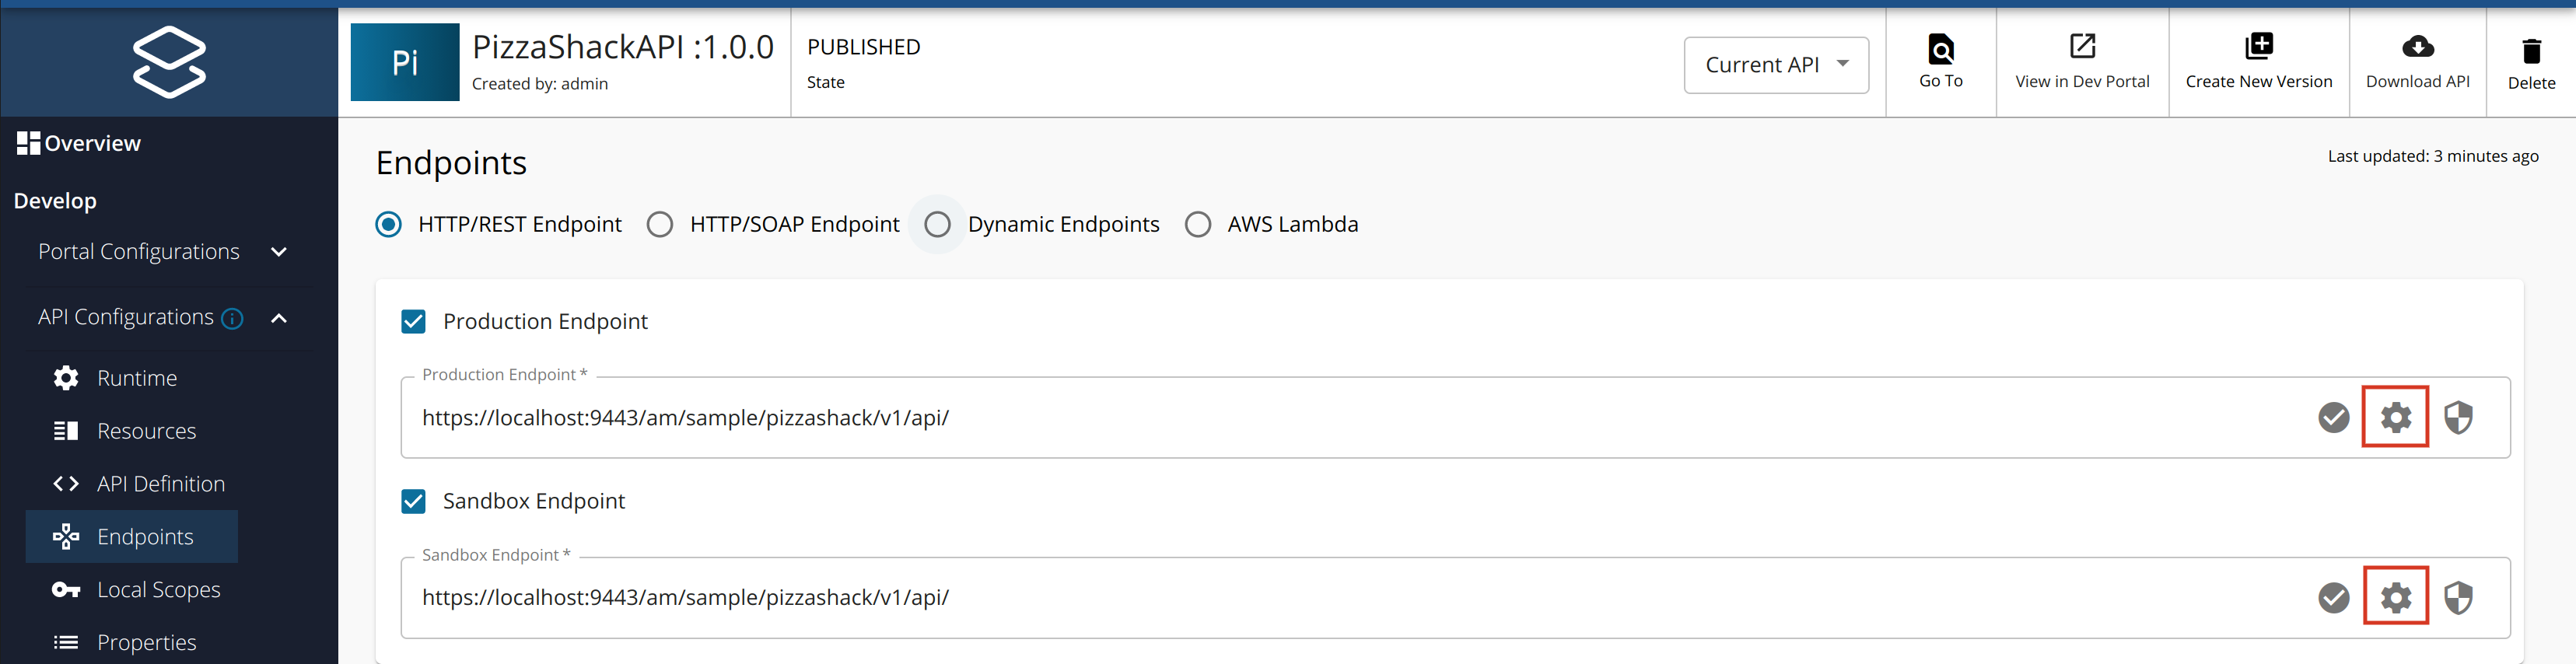 Pi
PizzaShackAPI :1.0.0
Created by: admin
PUBLISHED
State
Current API
Go To
View in Dev Portal
Create New Version
Download API
Delete
Overview
Develop
Portal Configurations
API Configurations
Runtime
Resources
API Definition
Endpoints
Local Scopes
Properties
Endpoints
Last updated: 3 minutes ago
HTTP/REST Endpoint
HTTP/SOAP Endpoint
Dynamic Endpoints
AWS Lambda
Production Endpoint
Production Endpoint *
https://localhost:9443/am/sample/pizzashack/v1/api/
Sandbox Endpoint
Sandbox Endpoint *
https://localhost:9443/am/sample/pizzashack/v1/api/